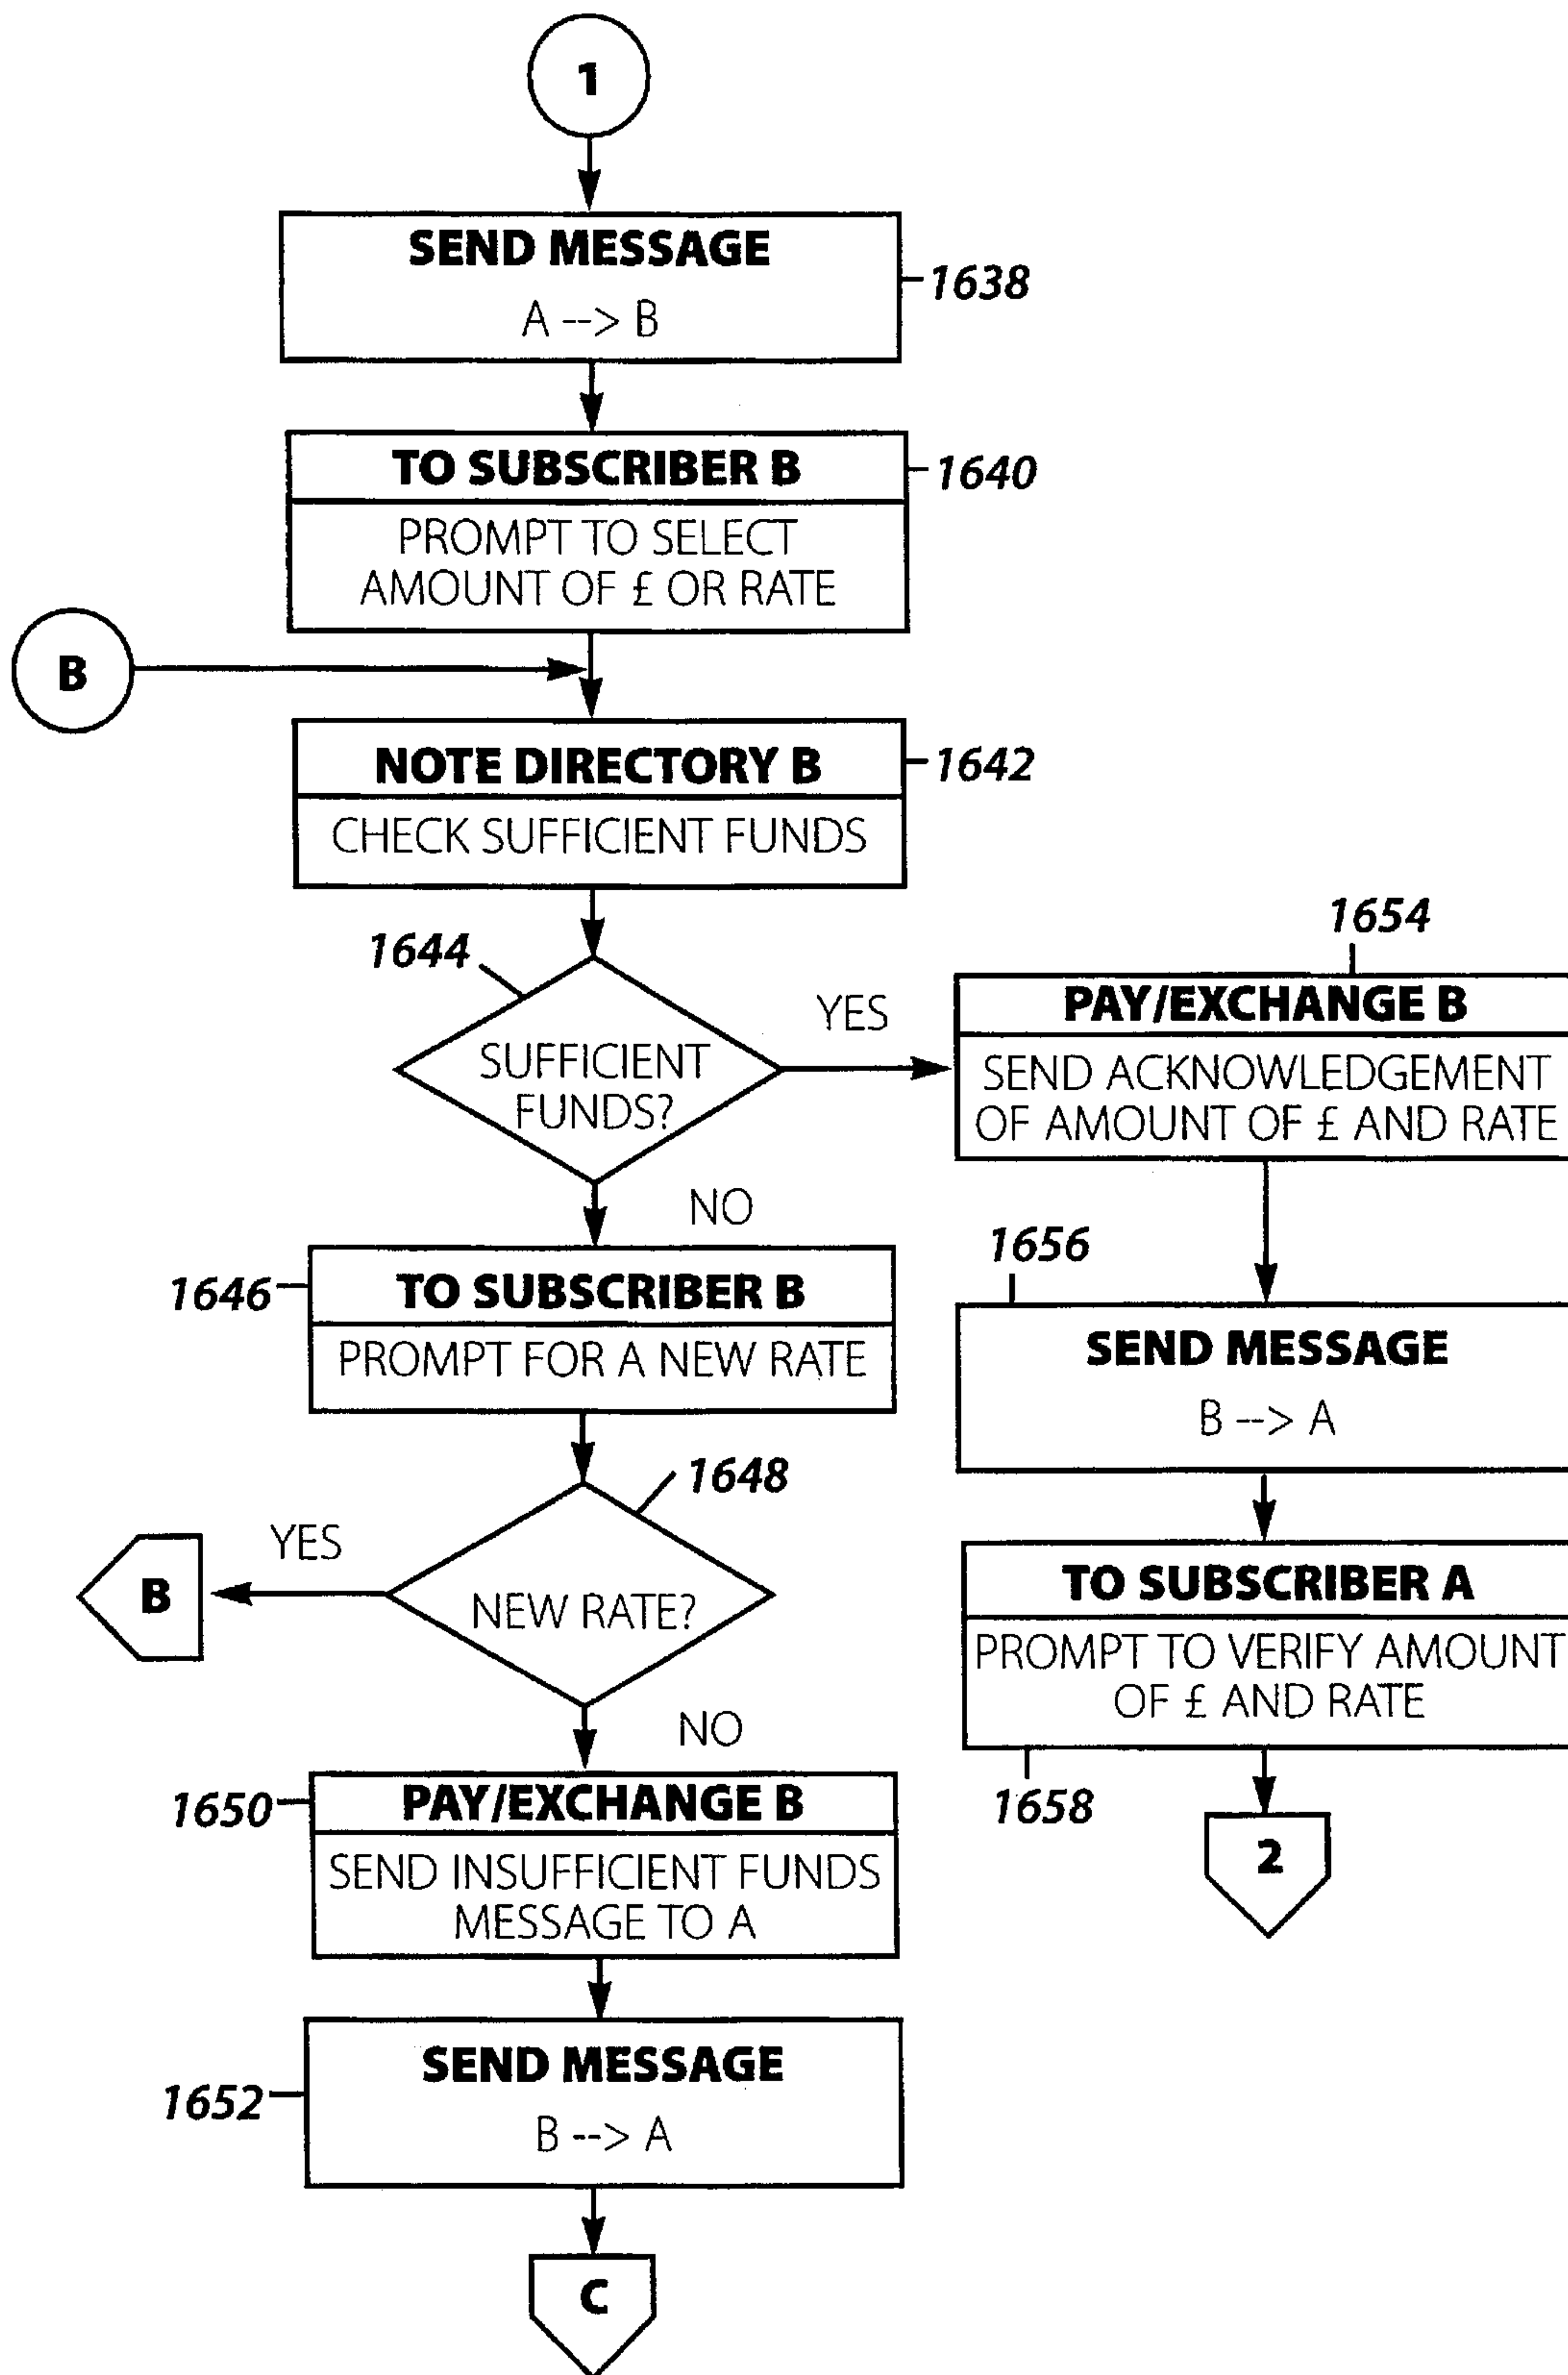 1
SEND MESSAGE
1638
A --> B
TO SUBSCRIBER B
1640
PROMPT TO SELECT
AMOUNT OF £ OR RATE
B
NOTE DIRECTORY B
1642
CHECK SUFFICIENT FUNDS
1644
SUFFICIENT
FUNDS?
YES
NO
1654
PAY/EXCHANGE B
SEND ACKNOWLEDGEMENT
OF AMOUNT OF £ AND RATE
1646
TO SUBSCRIBER B
PROMPT FOR A NEW RATE
1656
SEND MESSAGE
B --> A
1648
NEW RATE?
YES
B
NO
TO SUBSCRIBER A
PROMPT TO VERIFY AMOUNT
OF £ AND RATE
1658
2
1650
PAY/EXCHANGE B
SEND INSUFFICIENT FUNDS
MESSAGE TO A
SEND MESSAGE
1652
B --> A
C